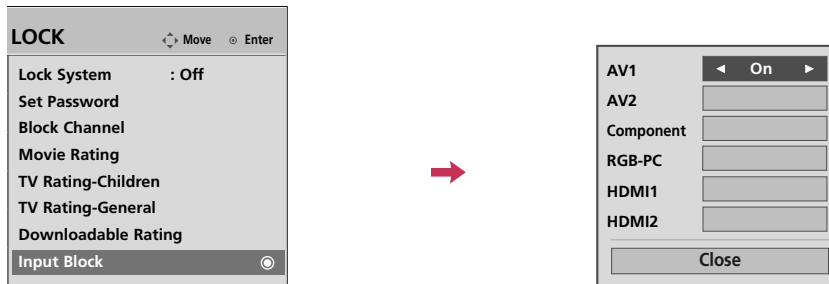 LOCK Move Enter
Lock System : Off
Set Password
Block Channel
Movie Rating
TV Rating-Children
TV Rating-General
Downloadable Rating
Input Block
AV1 ◄ On ►
AV2
Component
RGB-PC
HDMI1
HDMI2
Close